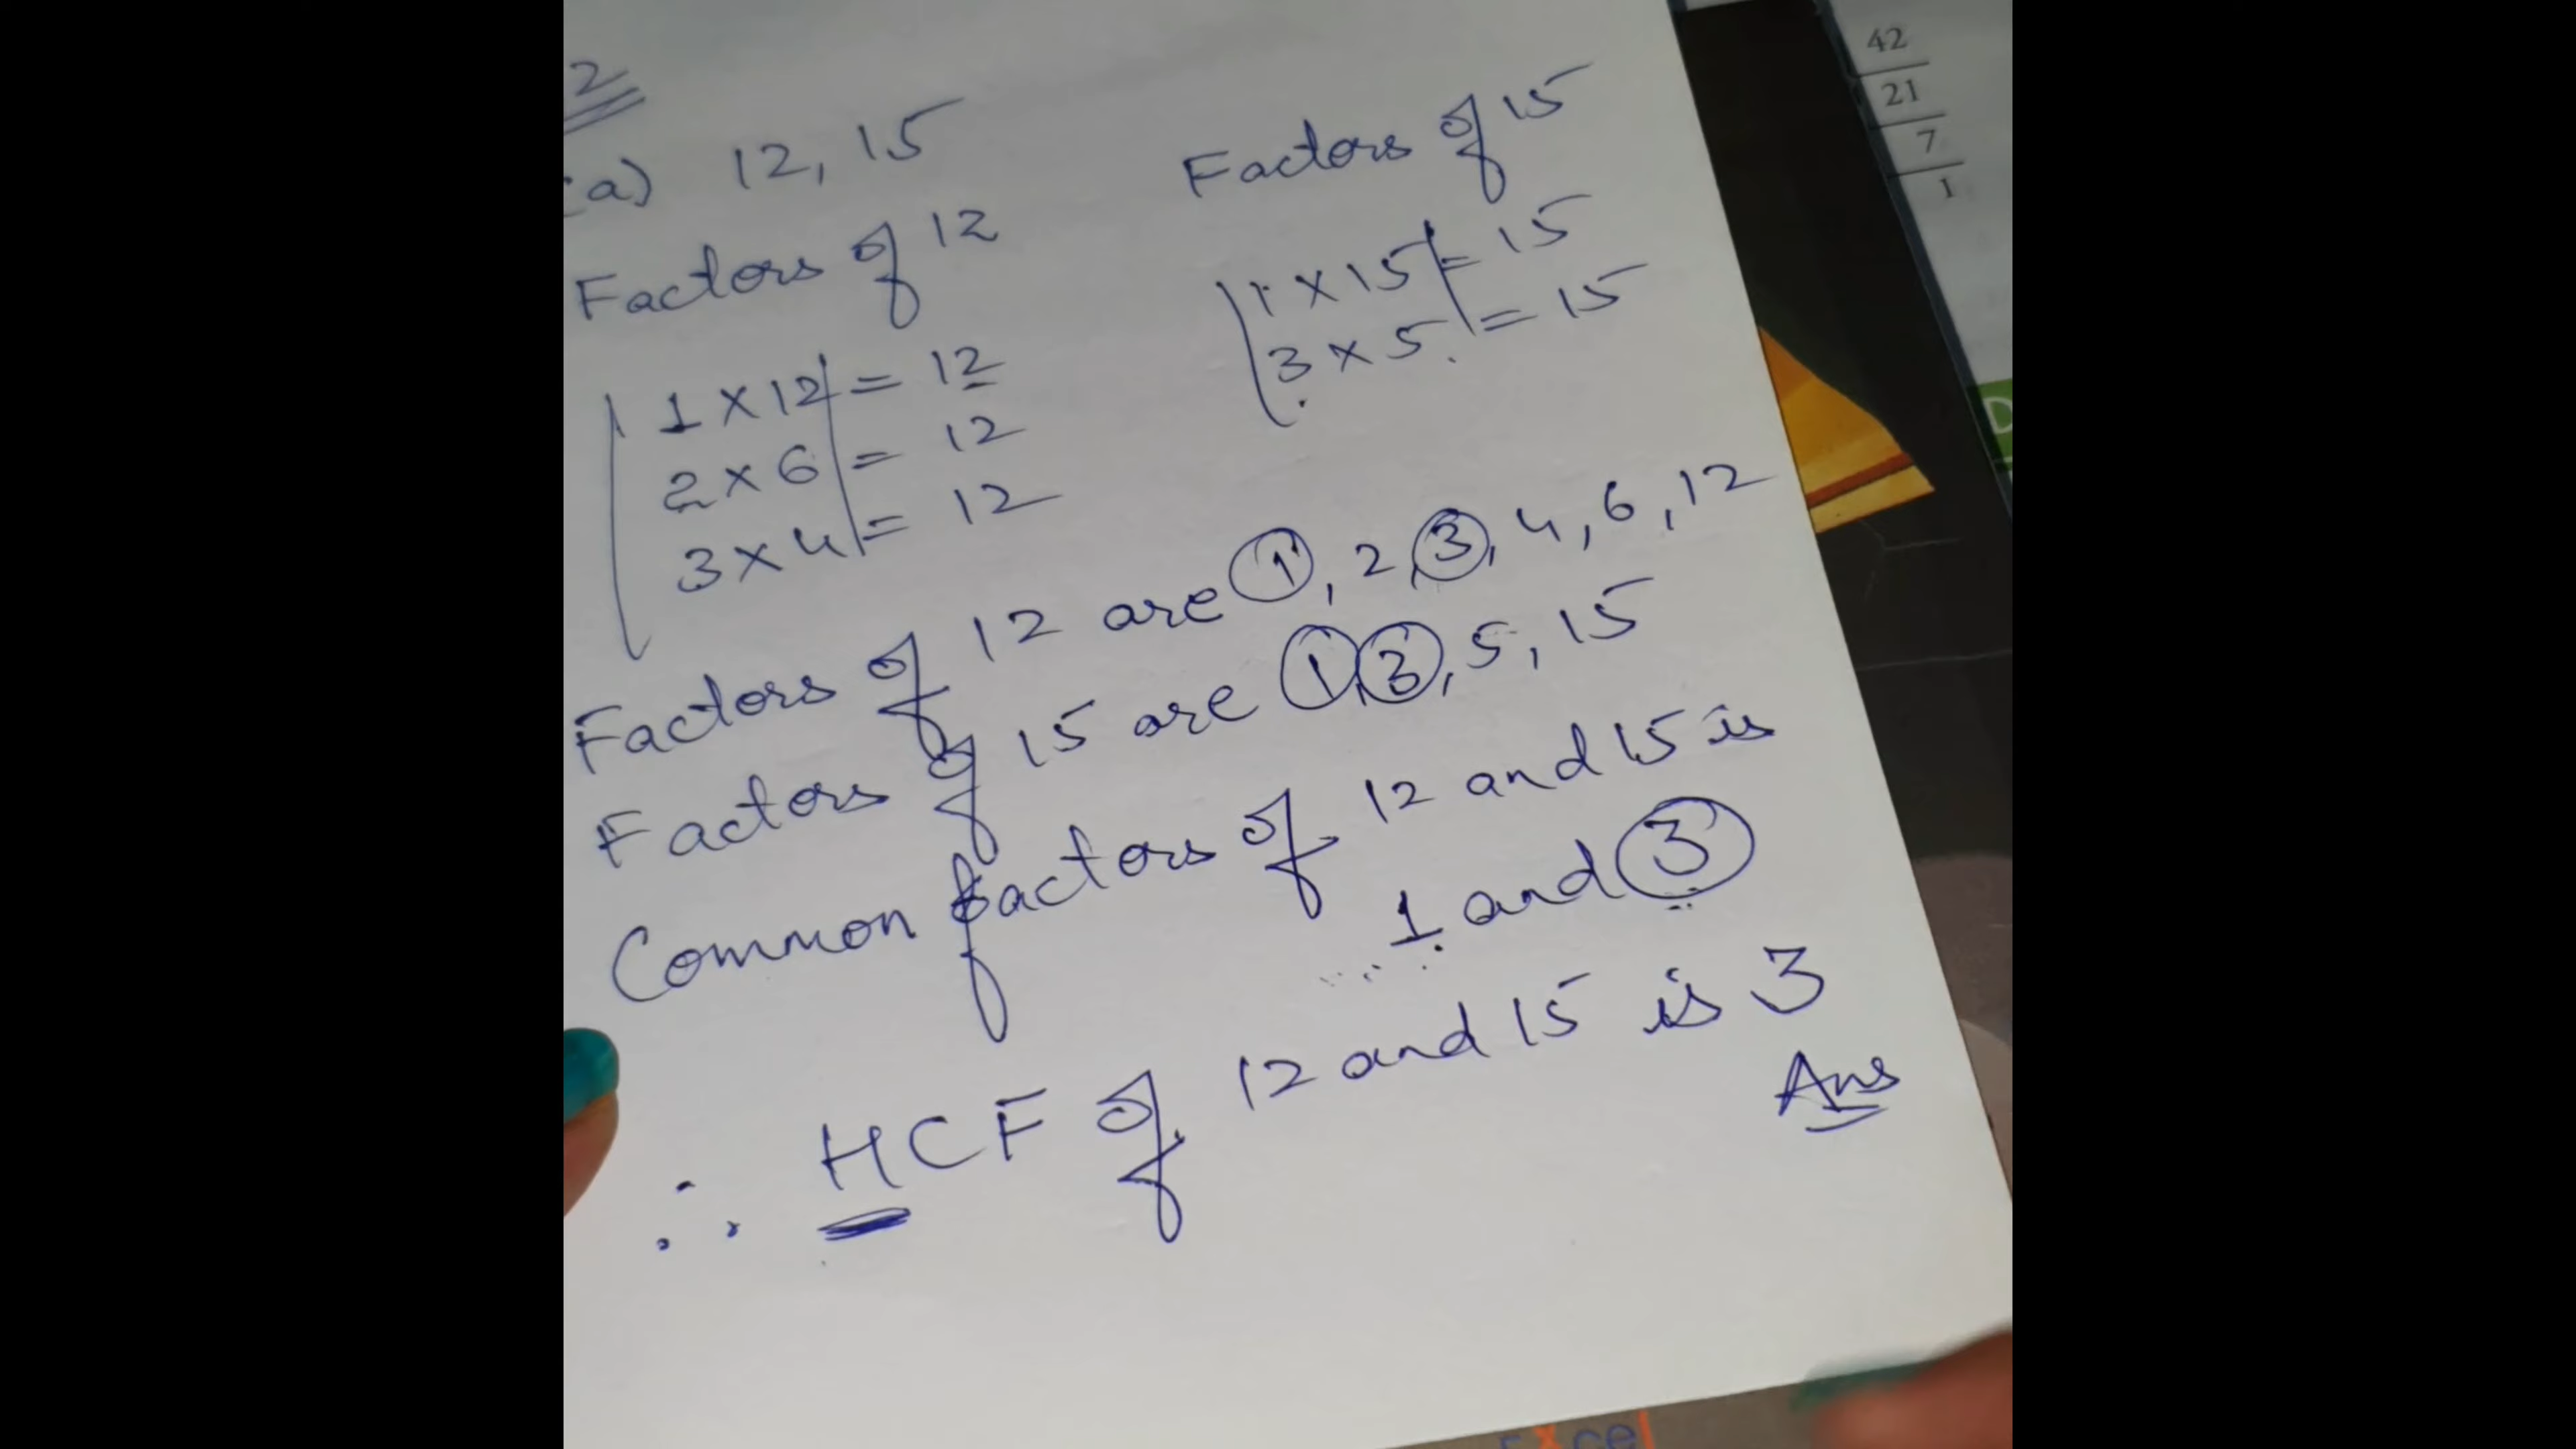 2
(a) 12, 15
Factors of 12
1 × 12 = 12
2 × 6 = 12
3 × 4 = 12
Factors of 15
1 × 15 = 15
3 × 5 = 15
Factors of 12 are 1, 2, 3, 4, 6, 12
Factors of 15 are 1, 3, 5, 15
Common factors of 12 and 15 is
1 and 3
∴ HCF of 12 and 15 is 3
Ans
42
21
7
1
D
Excel